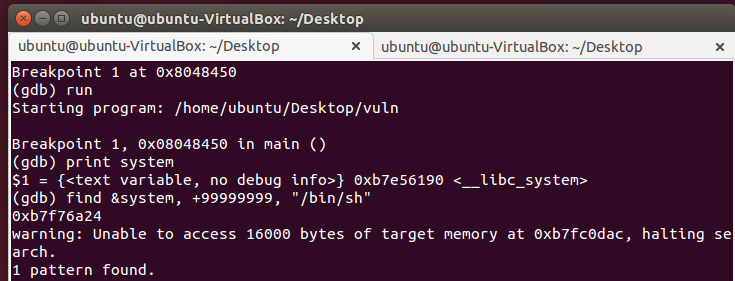 ubuntu@ubuntu-VirtualBox: ~/Desktop
ubuntu@ubuntu-VirtualBox: ~/Desktop × ubuntu@ubuntu-VirtualBox: ~/Desktop ×
Breakpoint 1 at 0x8048450
(gdb) run
Starting program: /home/ubuntu/Desktop/vuln
Breakpoint 1, 0x08048450 in main ()
(gdb) print system
$1 = {<text variable, no debug info>} 0xb7e56190 <__libc_system>
(gdb) find &system, +99999999, "/bin/sh"
0xb7f76a24
warning: Unable to access 16000 bytes of target memory at 0xb7fc0dac, halting se
arch.
1 pattern found.